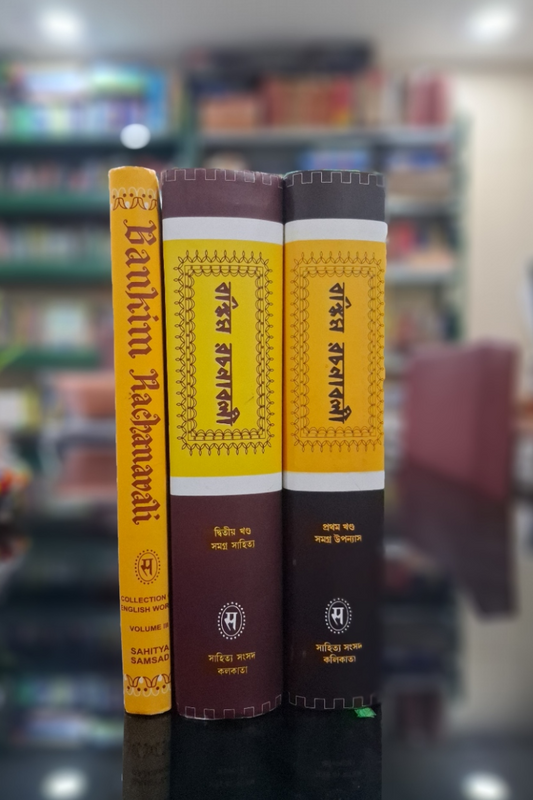 Bankim Rachanavali
স
COLLECTION
ENGLISH WOR
VOLUME III
SAHITYA
SAMSAD
বঙ্কিম রচনাবলী
দ্বিতীয় খণ্ড
সমগ্র সাহিত্য
স
সাহিত্য সংসদ
কলকাতা
বঙ্কিম রচনাবলী
প্রথম খণ্ড
সমগ্র উপন্যাস
স
সাহিত্য সংসদ
কলিকাতা